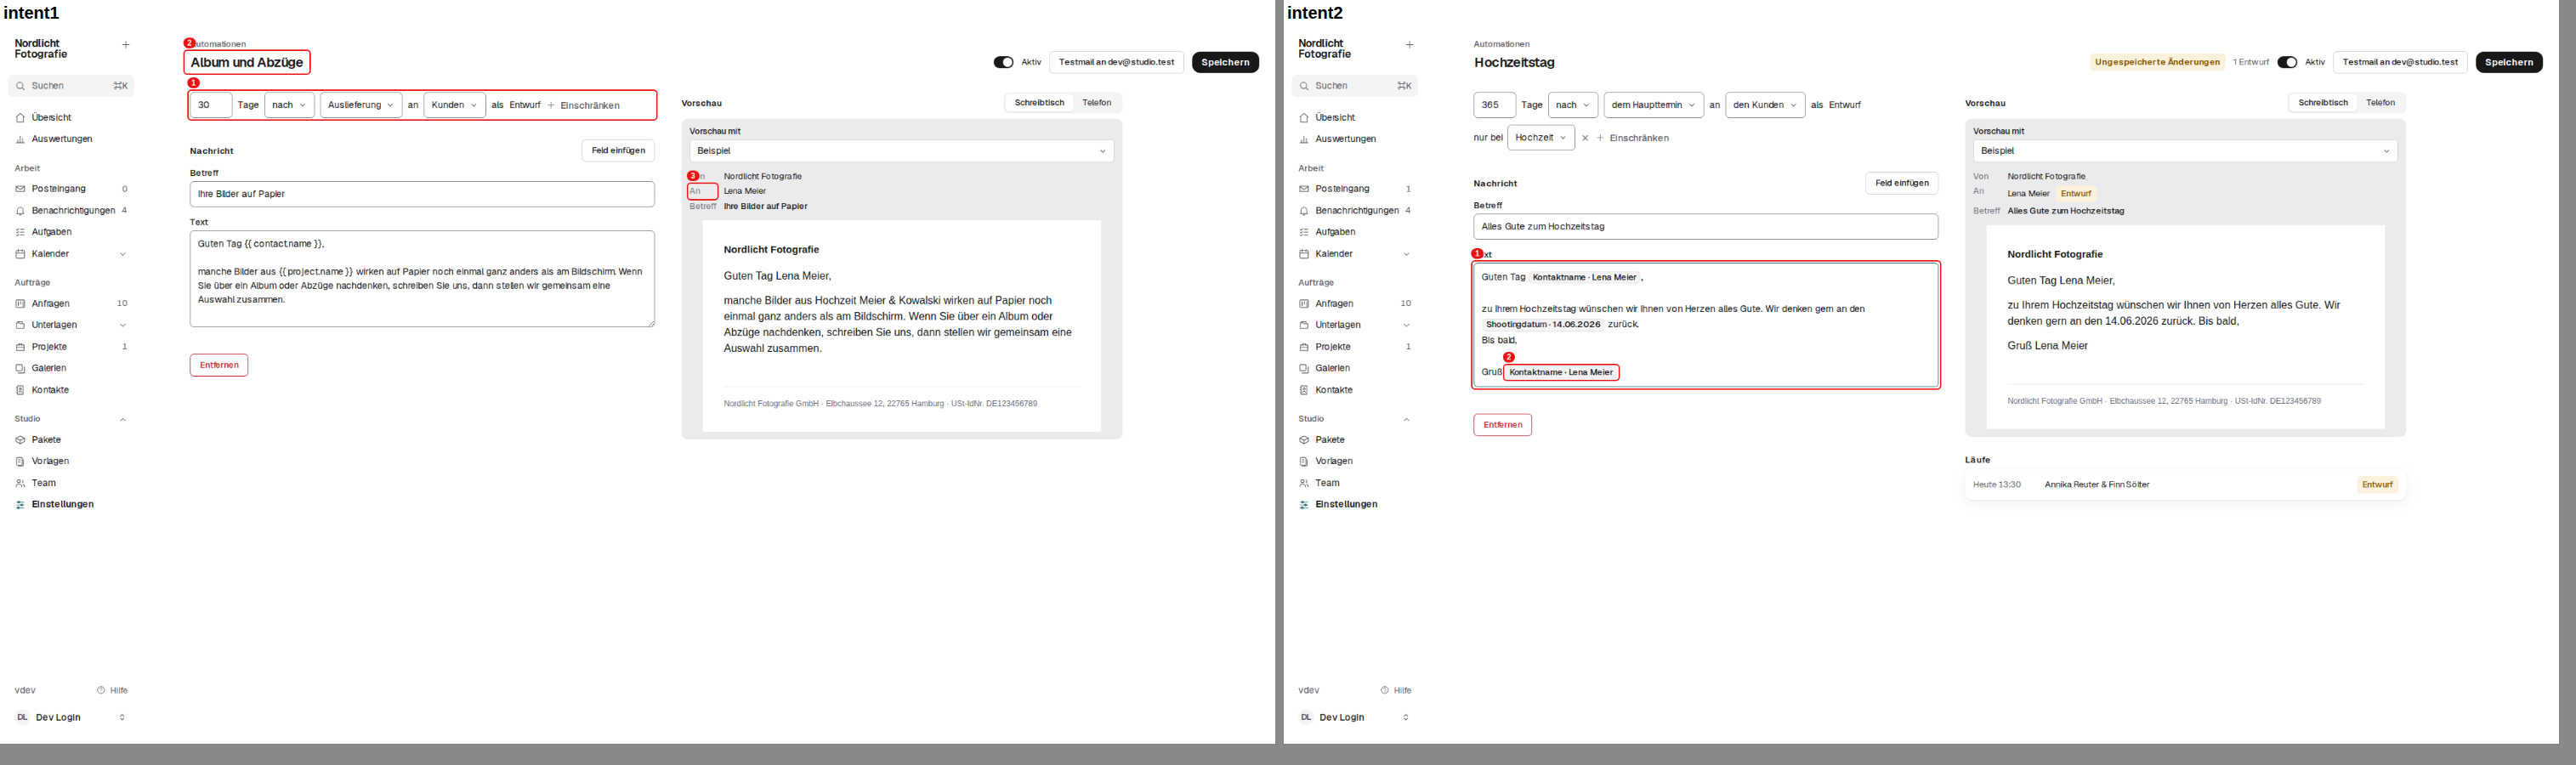 intent1
Nordlicht
Fotografie
Suchen ⌘K
Übersicht
Auswertungen
Arbeit
Posteingang 0
Benachrichtigungen 4
Aufgaben
Kalender
Aufträge
Anfragen 10
Unterlagen
Projekte 1
Galerien
Kontakte
Studio
Pakete
Vorlagen
Team
Einstellungen
vdev Hilfe
DL Dev Login
2 utomationen
Album und Abzüge
Aktiv Testmail an dev@studio.test Speichern
1
30 Tage nach Auslieferung an Kunden als Entwurf + Einschränken
Nachricht Feld einfügen
Betreff
Ihre Bilder auf Papier
Text
Guten Tag {{ contact.name }},
manche Bilder aus {{ project.name }} wirken auf Papier noch einmal ganz anders als am Bildschirm. Wenn
Sie über ein Album oder Abzüge nachdenken, schreiben Sie uns, dann stellen wir gemeinsam eine
Auswahl zusammen.
Entfernen
Vorschau Schreibtisch Telefon
Vorschau mit
Beispiel
3 n Nordlicht Fotografie
An Lena Meier
Betreff Ihre Bilder auf Papier
Nordlicht Fotografie
Guten Tag Lena Meier,
manche Bilder aus Hochzeit Meier & Kowalski wirken auf Papier noch
einmal ganz anders als am Bildschirm. Wenn Sie über ein Album oder
Abzüge nachdenken, schreiben Sie uns, dann stellen wir gemeinsam eine
Auswahl zusammen.
Nordlicht Fotografie GmbH · Elbchaussee 12, 22765 Hamburg · USt-IdNr. DE123456789
intent2
Nordlicht
Fotografie
Suchen ⌘K
Übersicht
Auswertungen
Arbeit
Posteingang 1
Benachrichtigungen 4
Aufgaben
Kalender
Aufträge
Anfragen 10
Unterlagen
Projekte 1
Galerien
Kontakte
Studio
Pakete
Vorlagen
Team
Einstellungen
vdev Hilfe
DL Dev Login
Automationen
Hochzeitstag
Ungespeicherte Änderungen 1 Entwurf Aktiv Testmail an dev@studio.test Speichern
365 Tage nach dem Haupttermin an den Kunden als Entwurf
nur bei Hochzeit × + Einschränken
Nachricht Feld einfügen
Betreff
Alles Gute zum Hochzeitstag
1 xt
Guten Tag Kontaktname · Lena Meier ,
zu Ihrem Hochzeitstag wünschen wir Ihnen von Herzen alles Gute. Wir denken gern an den
Shootingdatum · 14.06.2026 zurück.
Bis bald,
2
Gruß Kontaktname · Lena Meier
Entfernen
Vorschau Schreibtisch Telefon
Vorschau mit
Beispiel
Von Nordlicht Fotografie
An Lena Meier Entwurf
Betreff Alles Gute zum Hochzeitstag
Nordlicht Fotografie
Guten Tag Lena Meier,
zu Ihrem Hochzeitstag wünschen wir Ihnen von Herzen alles Gute. Wir
denken gern an den 14.06.2026 zurück. Bis bald,
Gruß Lena Meier
Nordlicht Fotografie GmbH · Elbchaussee 12, 22765 Hamburg · USt-IdNr. DE123456789
Läufe
Heute 13:30 Annika Reuter & Finn Sölter Entwurf